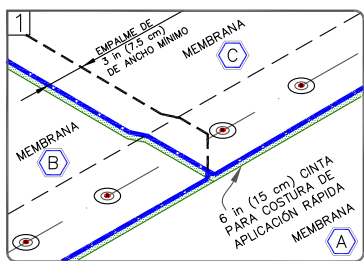 1
EMPALME DE
3 in (7.5 cm)
DE ANCHO MÍNIMO
MEMBRANA
C
MEMBRANA
B
6 in (15 cm) CINTA
PARA COSTURA DE
APLICACIÓN RÁPIDA
MEMBRANA
A